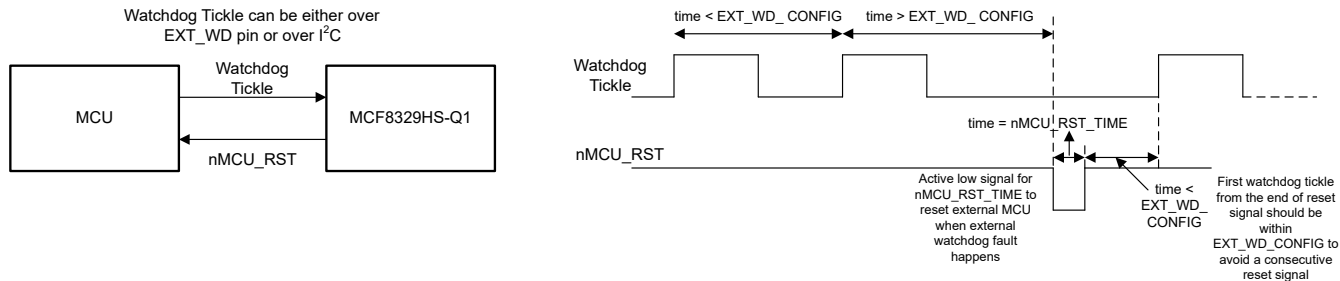 Watchdog Tickle can be either over
EXT_WD pin or over I²C
MCU
Watchdog
Tickle
nMCU_RST
MCF8329HS-Q1
time < EXT_WD_ CONFIG
time > EXT_WD_ CONFIG
Watchdog
Tickle
time = nMCU_RST_TIME
nMCU_RST
Active low signal for
nMCU_RST_TIME to
reset external MCU
when external
watchdog fault
happens
time <
EXT_WD_
CONFIG
First watchdog tickle
from the end of reset
signal should be
within
EXT_WD_CONFIG to
avoid a consecutive
reset signal